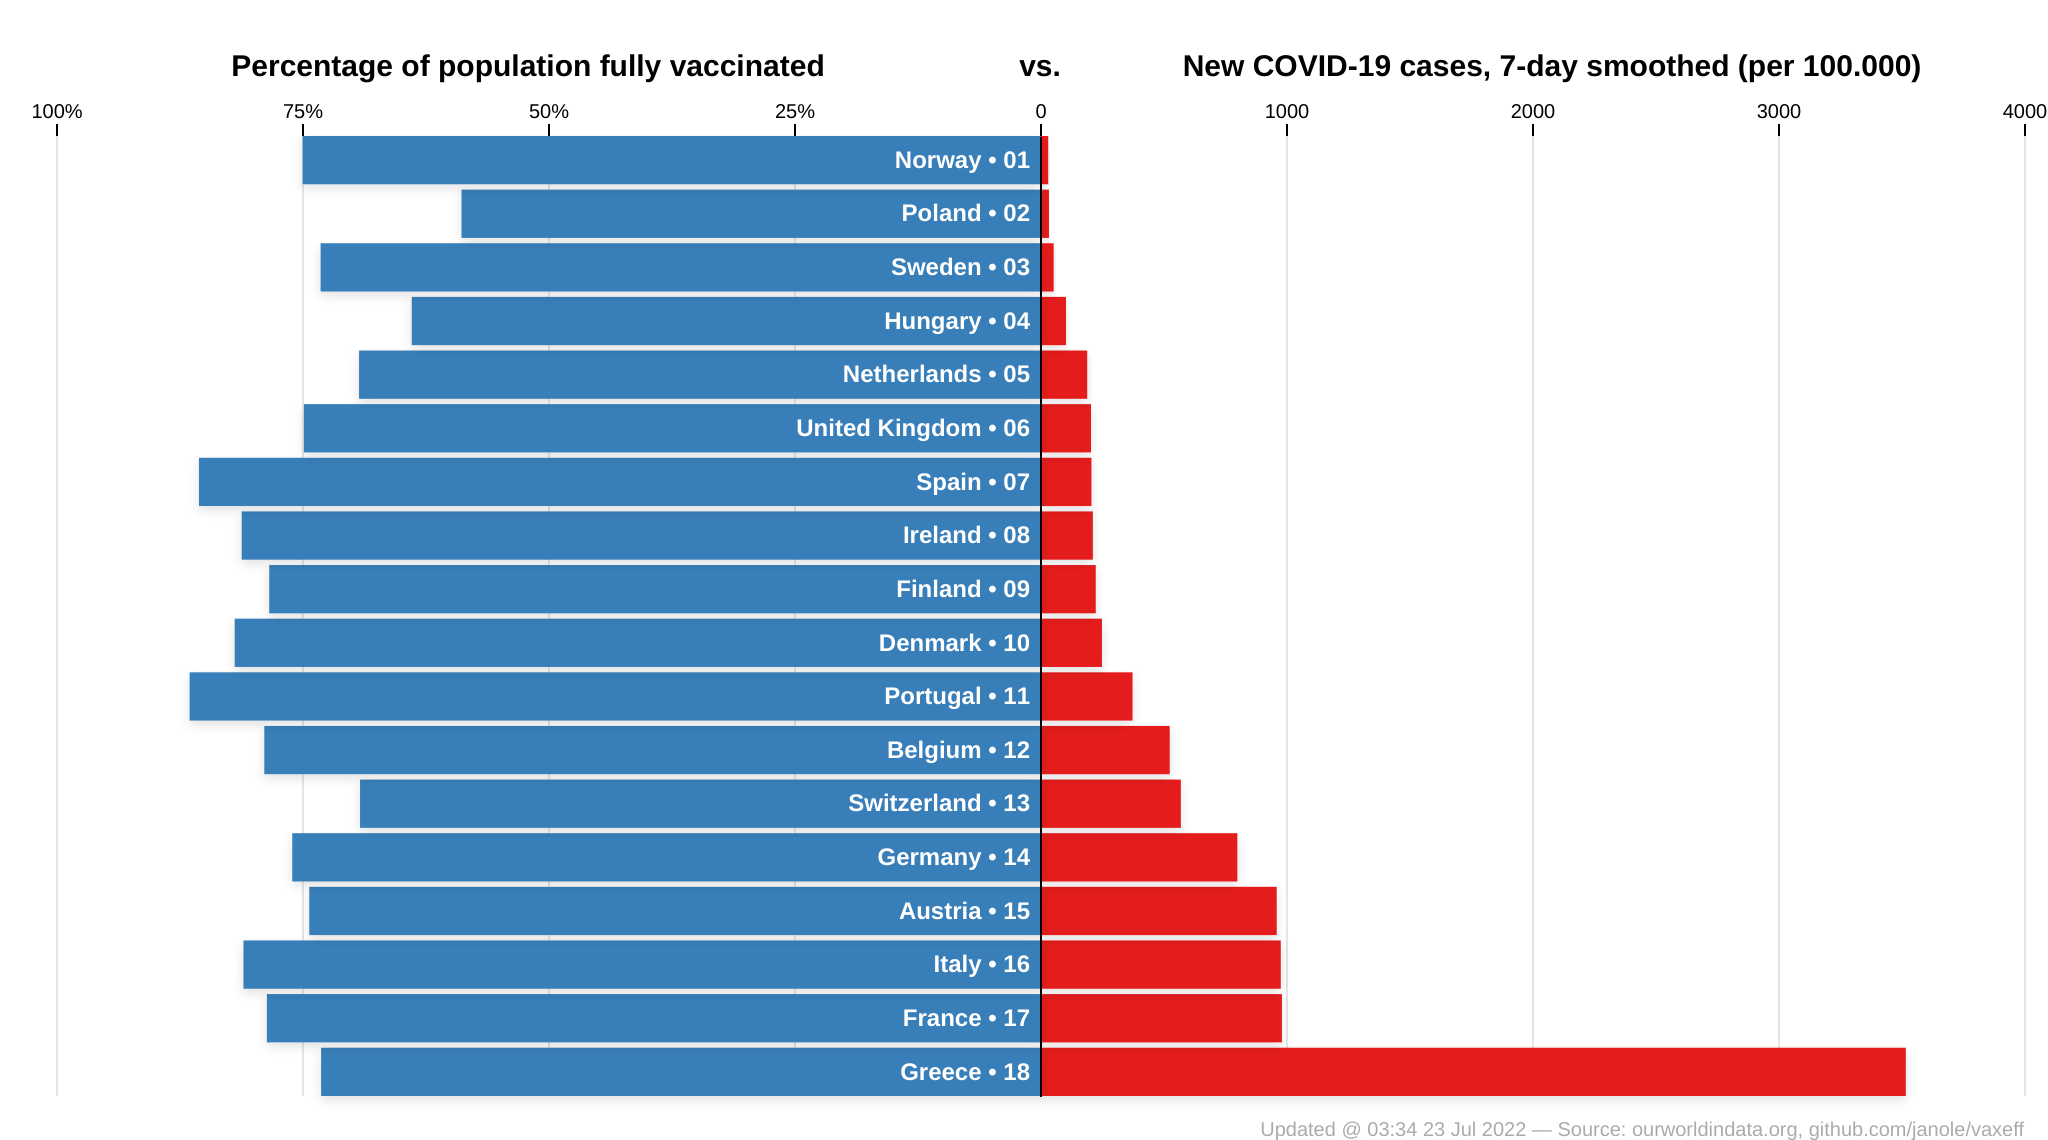 Percentage of population fully vaccinated vs. New COVID-19 cases, 7-day smoothed (per 100.000)
100% 75% 50% 25% 0 1000 2000 3000 4000
Norway • 01
Poland • 02
Sweden • 03
Hungary • 04
Netherlands • 05
United Kingdom • 06
Spain • 07
Ireland • 08
Finland • 09
Denmark • 10
Portugal • 11
Belgium • 12
Switzerland • 13
Germany • 14
Austria • 15
Italy • 16
France • 17
Greece • 18
Updated @ 03:34 23 Jul 2022 — Source: ourworldindata.org, github.com/janole/vaxeff